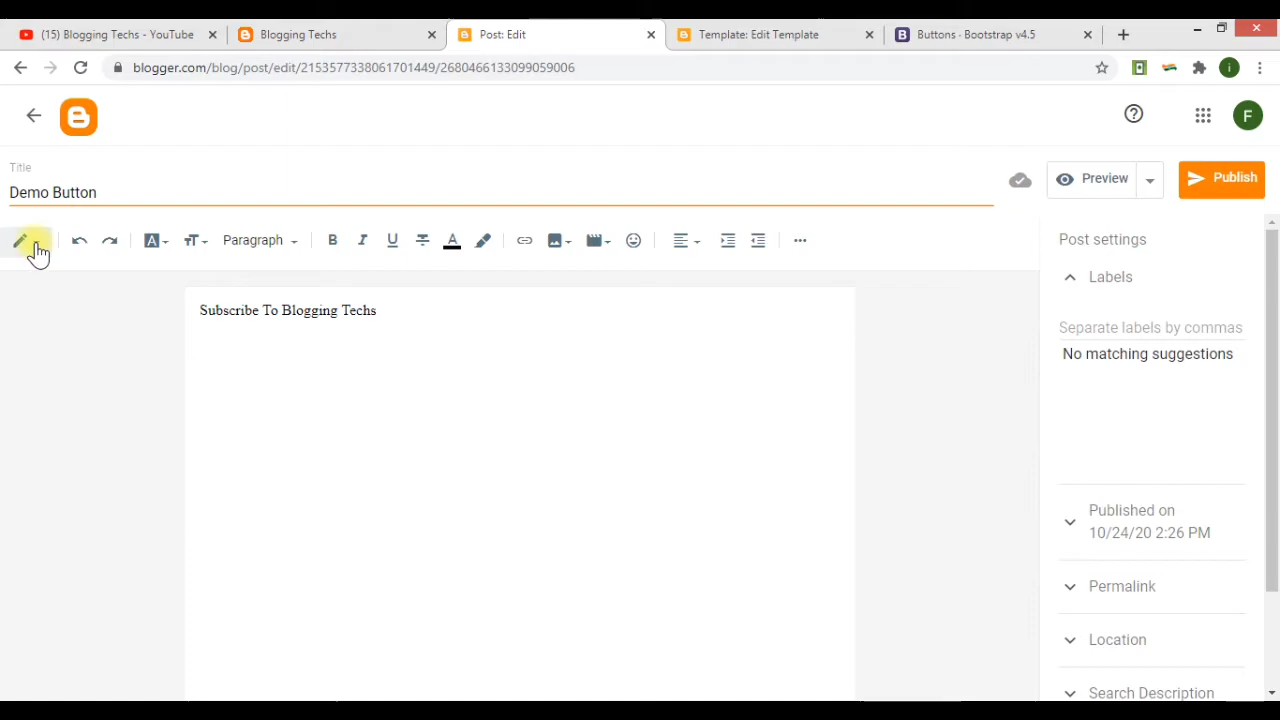 (15) Blogging Techs - YouTube
Blogging Techs
Post: Edit
Template: Edit Template
Buttons - Bootstrap v4.5
blogger.com/blog/post/edit/2153577338061701449/2680466133099059006
i
F
Title
Demo Button
Preview
Publish
A
Paragraph
B
I
U
A
Subscribe To Blogging Techs
Post settings
Labels
Separate labels by commas
No matching suggestions
Published on
10/24/20 2:26 PM
Permalink
Location
Search Description